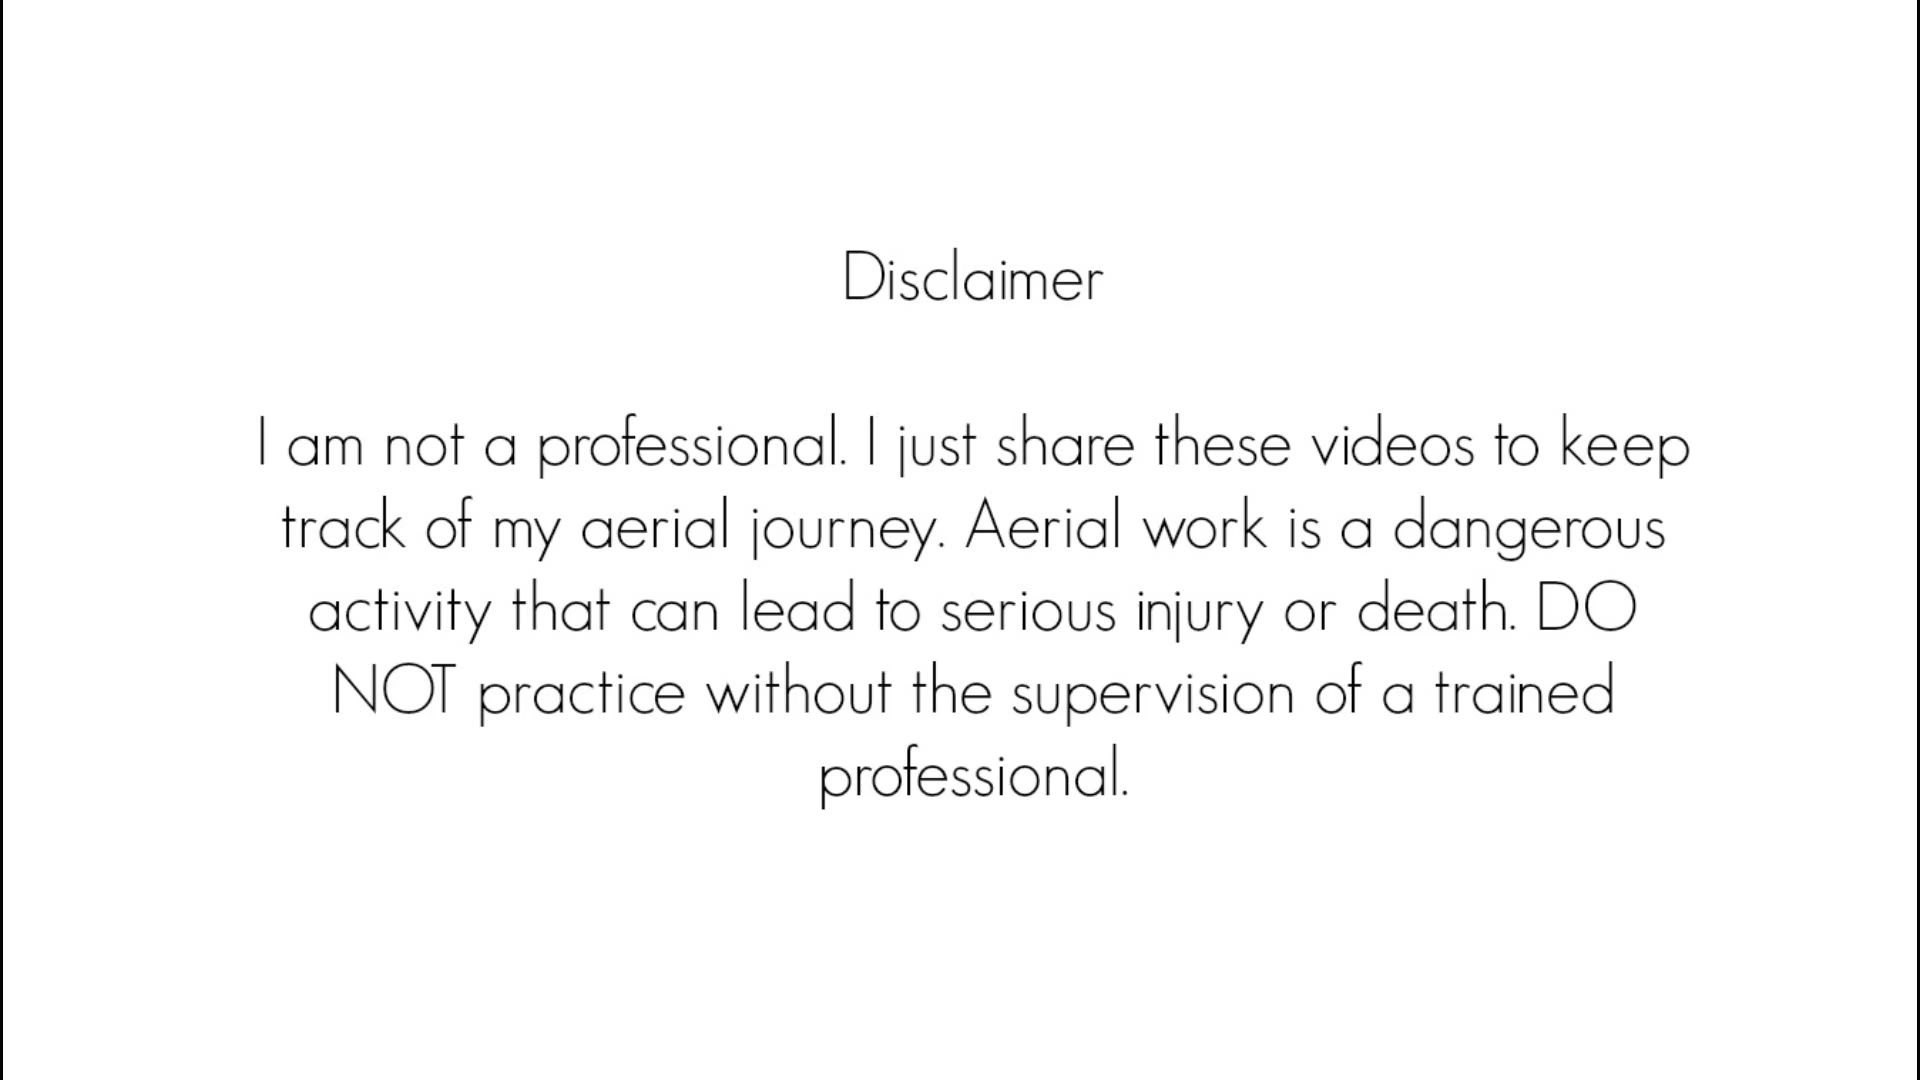 Disclaimer
I am not a professional. I just share these videos to keep
track of my aerial journey. Aerial work is a dangerous
activity that can lead to serious injury or death. DO
NOT practice without the supervision of a trained
professional.